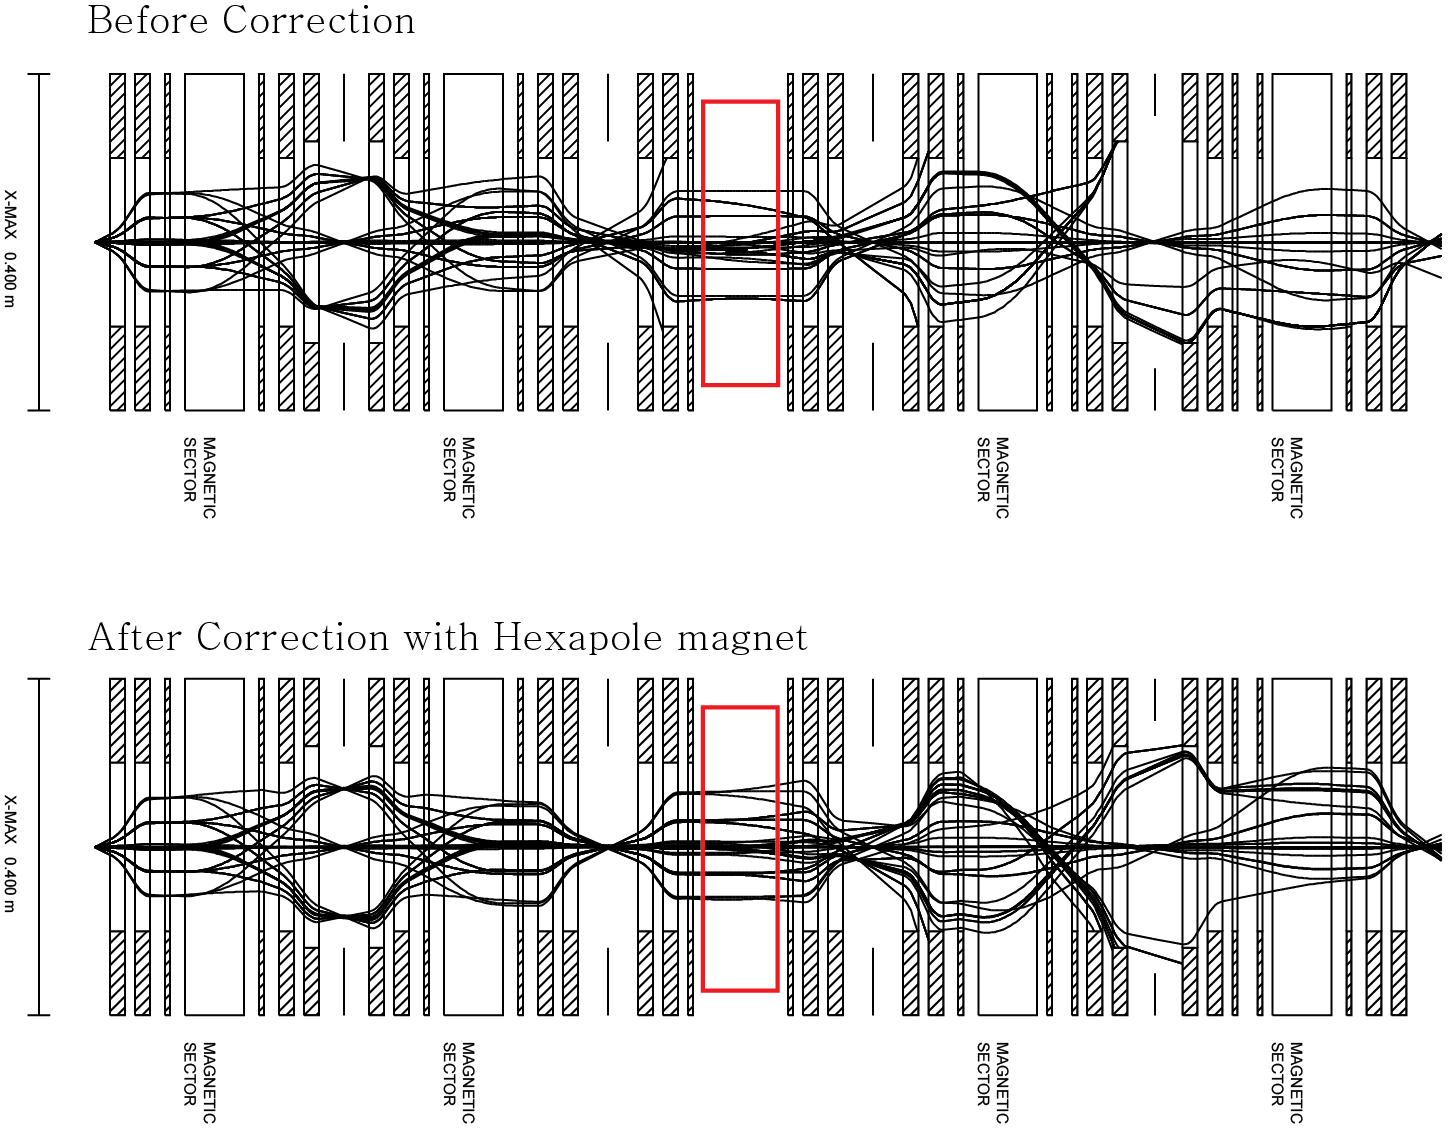 Before Correction
X-MAX 0.400 m
MAGNETIC
SECTOR
MAGNETIC
SECTOR
MAGNETIC
SECTOR
MAGNETIC
SECTOR
After Correction with Hexapole magnet
X-MAX 0.400 m
MAGNETIC
SECTOR
MAGNETIC
SECTOR
MAGNETIC
SECTOR
MAGNETIC
SECTOR